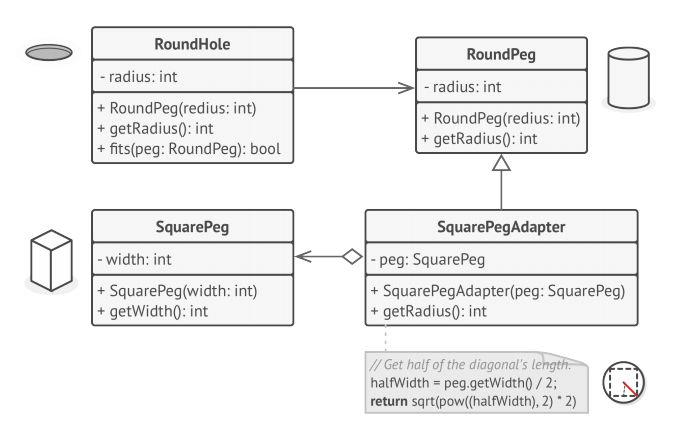 RoundHole
- radius: int
+ RoundPeg(redius: int)
+ getRadius(): int
+ fits(peg: RoundPeg): bool
RoundPeg
- radius: int
+ RoundPeg(redius: int)
+ getRadius(): int
SquarePeg
- width: int
+ SquarePeg(width: int)
+ getWidth(): int
SquarePegAdapter
- peg: SquarePeg
+ SquarePegAdapter(peg: SquarePeg)
+ getRadius(): int
// Get half of the diagonal's length.
halfWidth = peg.getWidth() / 2;
return sqrt(pow((halfWidth), 2) * 2)